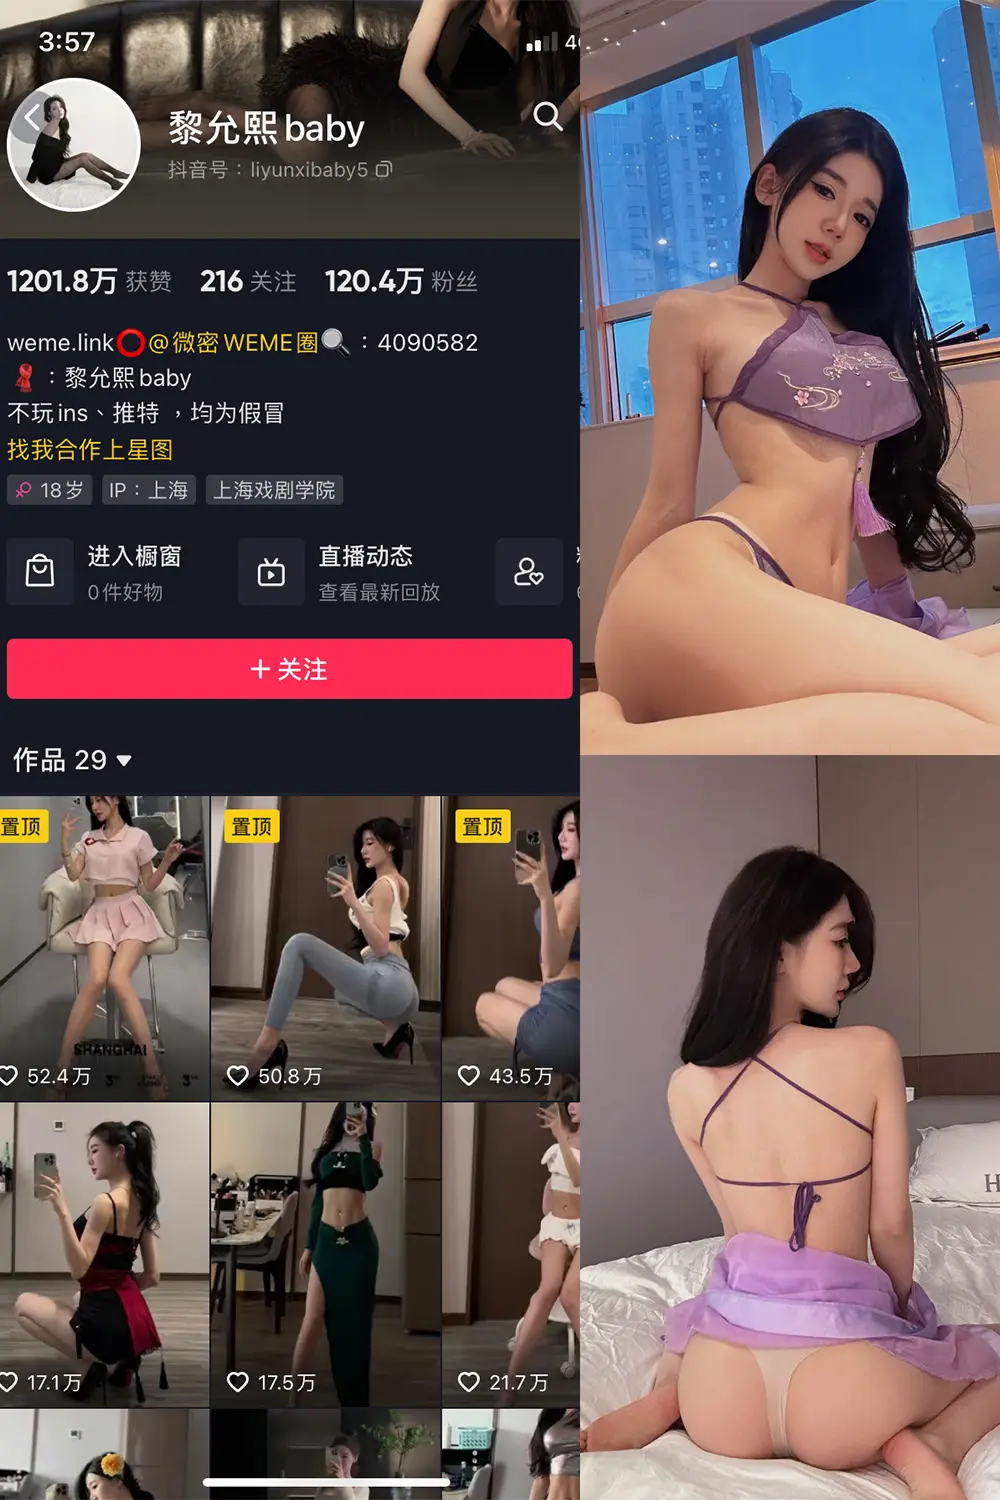 3:57
黎允熙baby
抖音号：liyunxibaby5
1201.8万 获赞 216 关注 120.4万 粉丝
weme.link⭕@微密WEME圈🔍：4090582
：黎允熙baby
不玩ins、推特，均为假冒
找我合作上星图
18岁 IP：上海 上海戏剧学院
进入橱窗 直播动态
0件好物 查看最新回放
+ 关注
作品 29
置顶 置顶 置顶
SHANGHAI
52.4万 50.8万 43.5万
17.1万 17.5万 21.7万
H